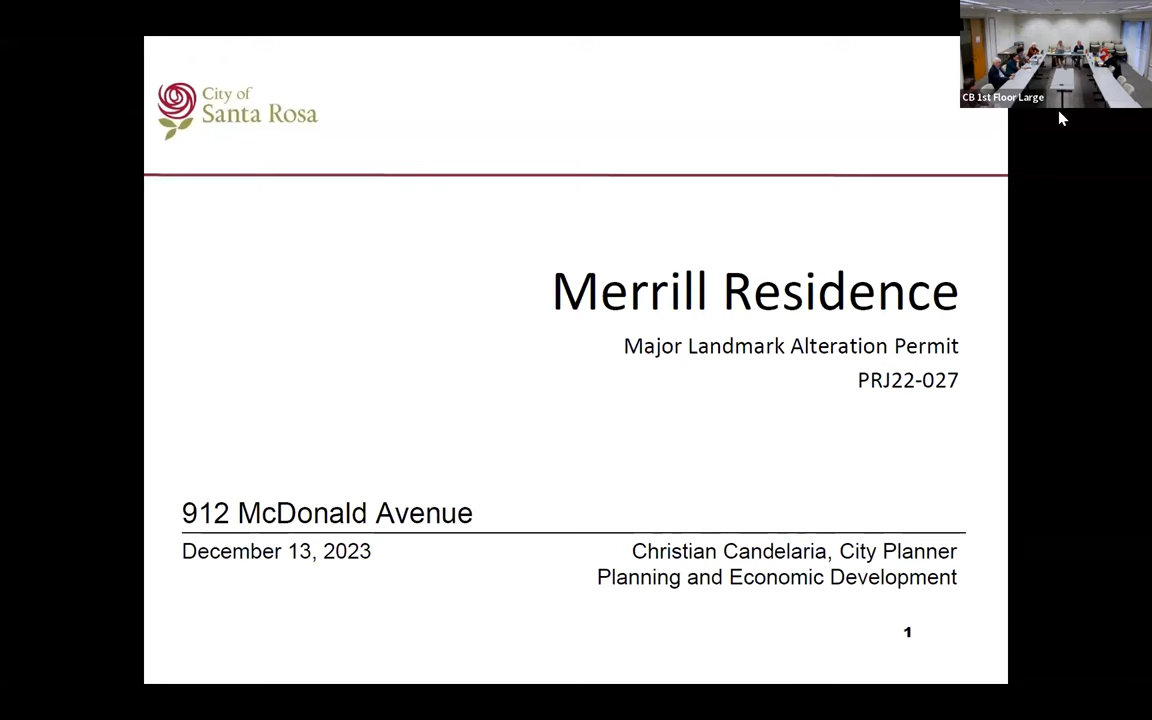 CB 1st Floor Large
City of
Santa Rosa
Merrill Residence
Major Landmark Alteration Permit
PRJ22-027
912 McDonald Avenue
December 13, 2023
Christian Candelaria, City Planner
Planning and Economic Development
1